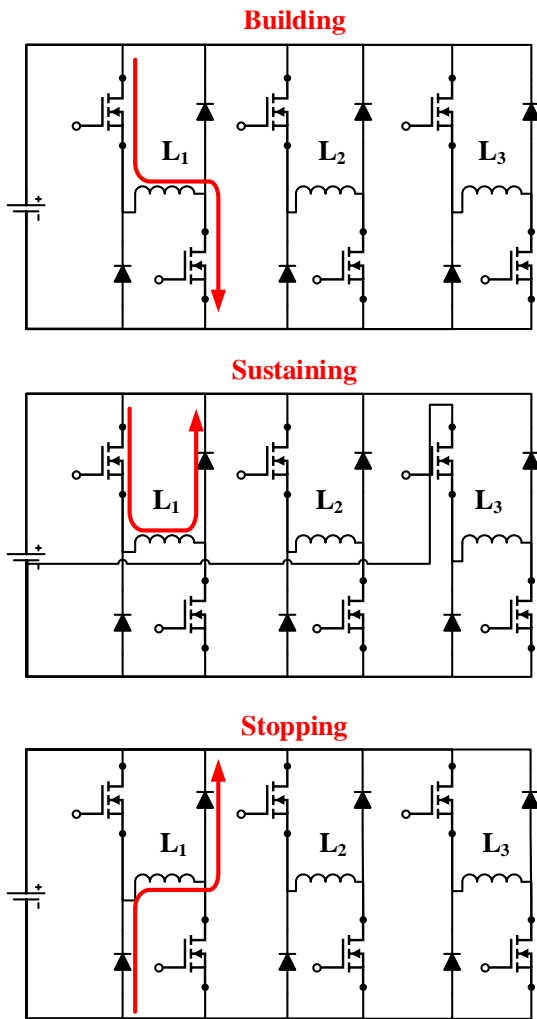 Building
L1 L2 L3
+
-
Sustaining
L1 L2 L3
+
-
Stopping
L1 L2 L3
+
-